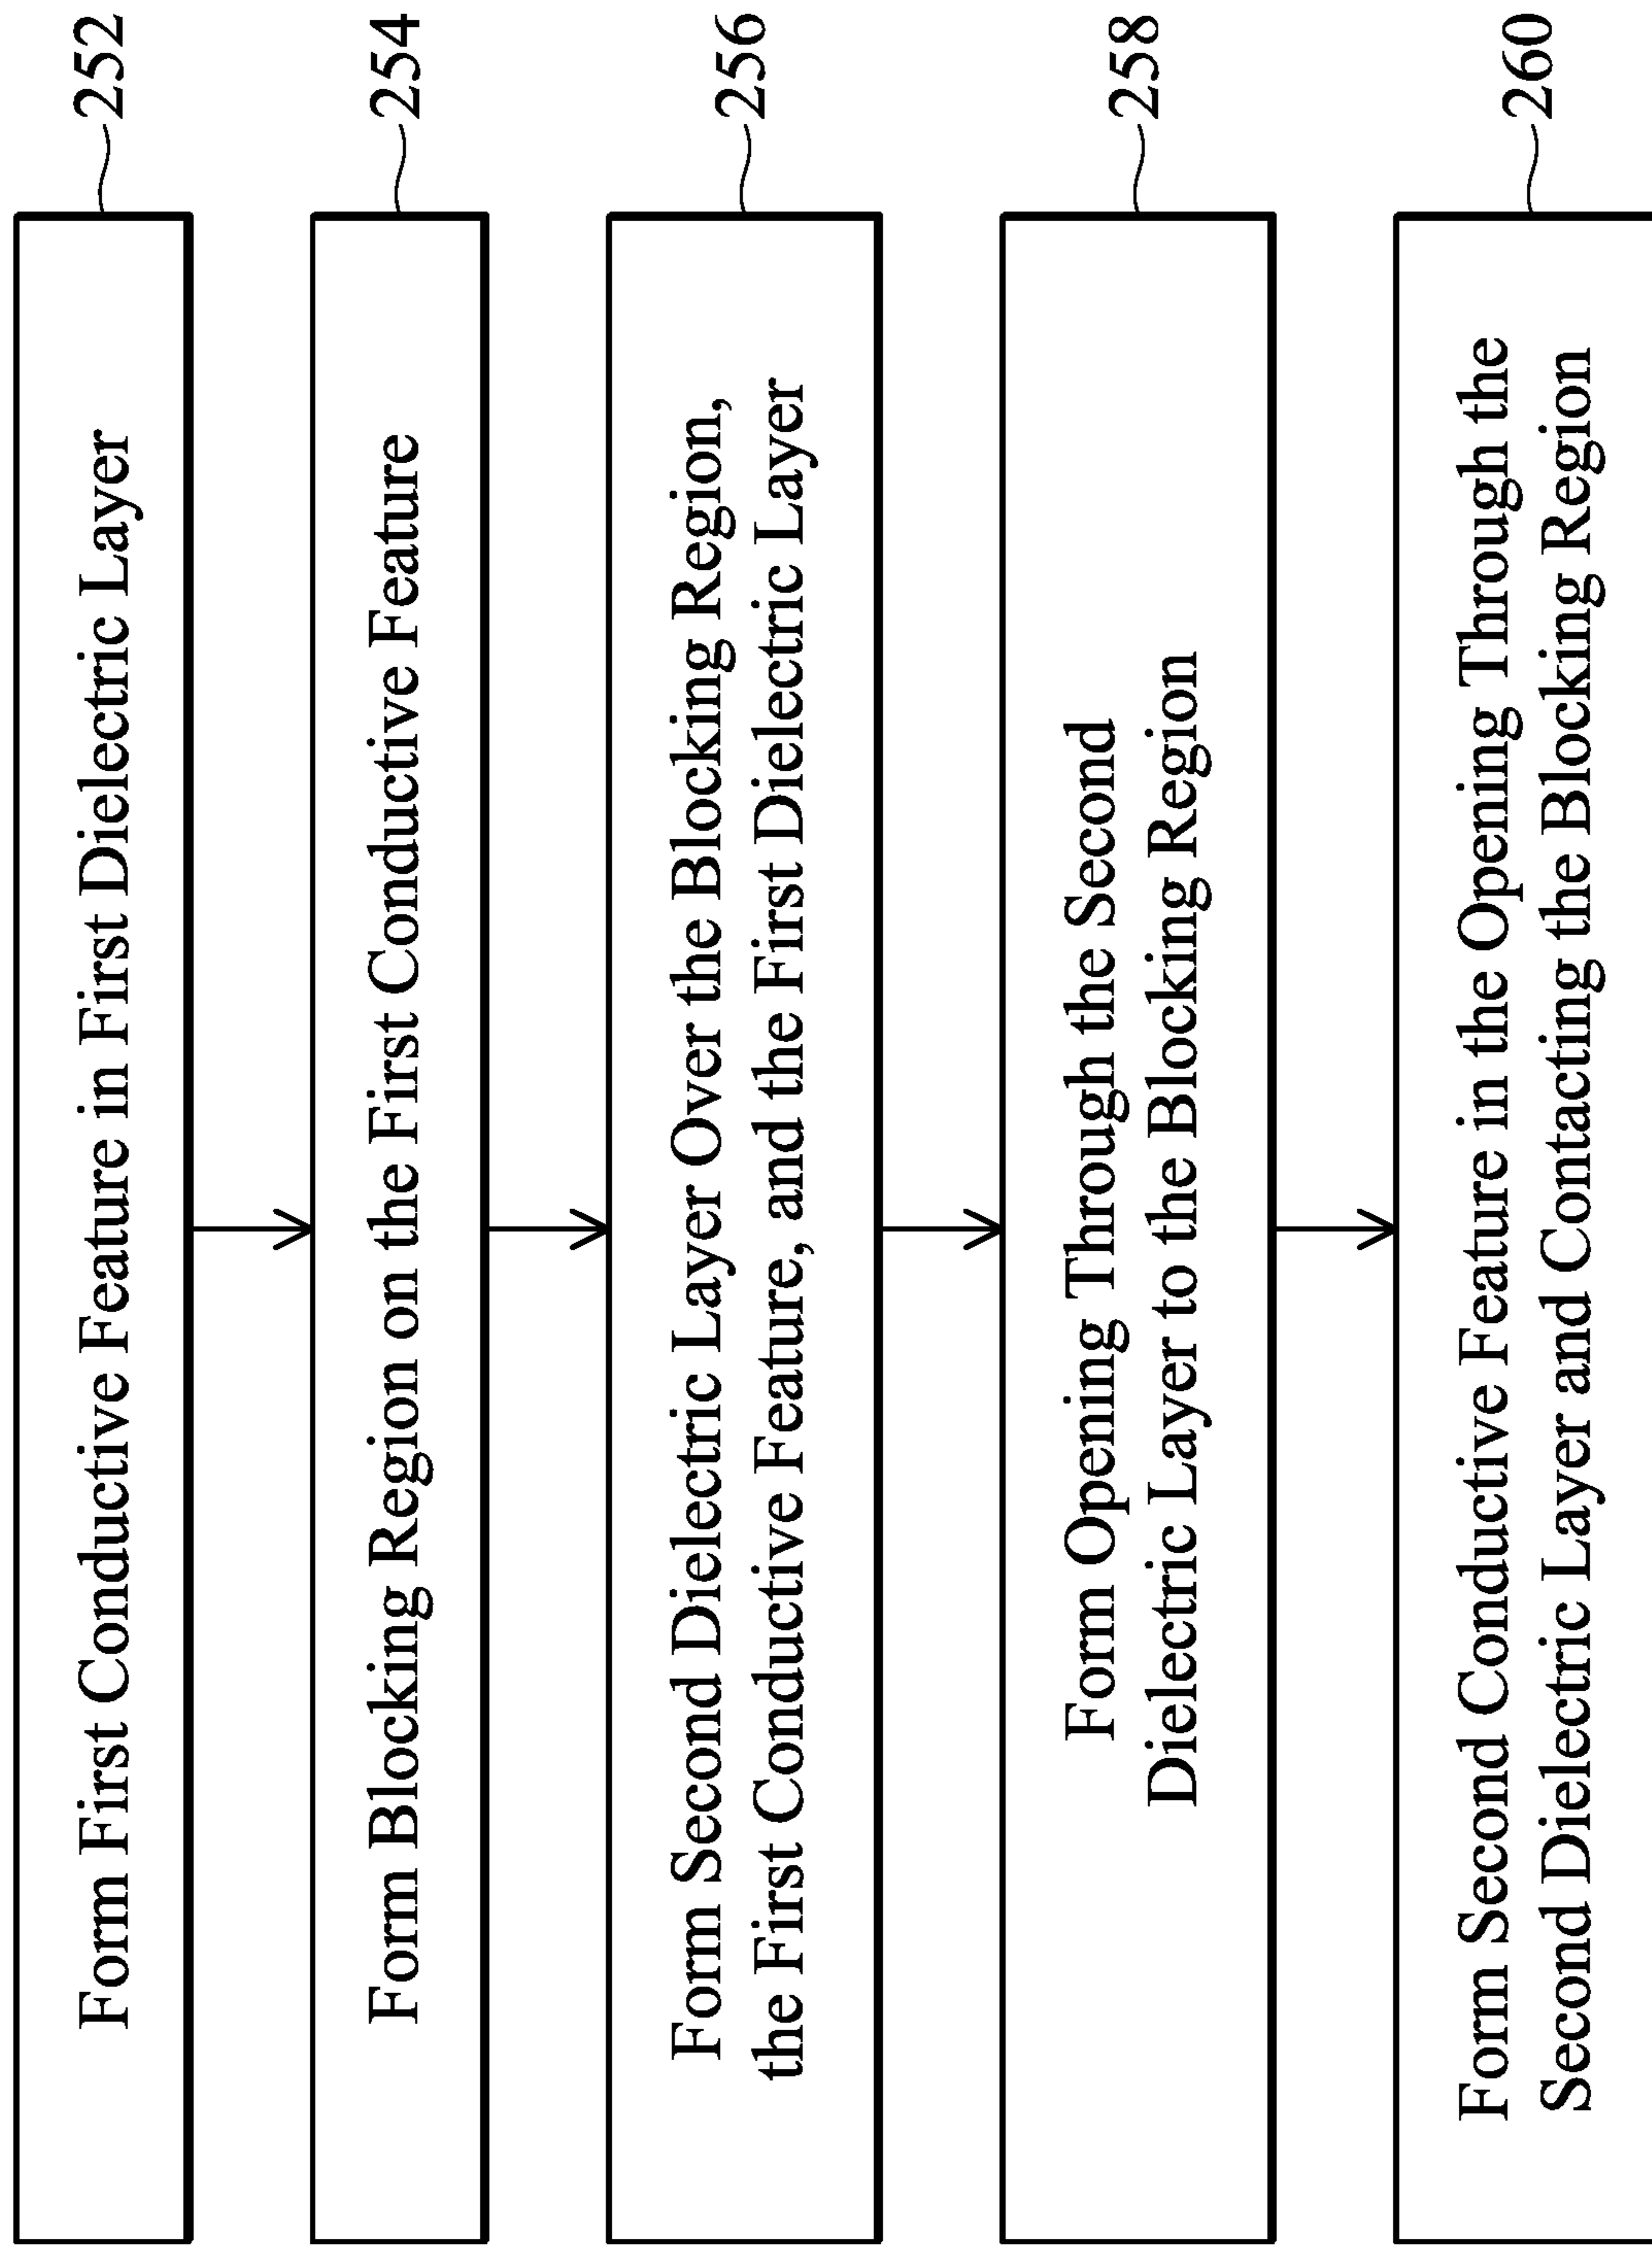 Form First Conductive Feature in First Dielectric Layer
252
Form Blocking Region on the First Conductive Feature
254
Form Second Dielectric Layer Over the Blocking Region,
the First Conductive Feature, and the First Dielectric Layer
256
Form Opening Through the Second
Dielectric Layer to the Blocking Region
258
Form Second Conductive Feature in the Opening Through the
Second Dielectric Layer and Contacting the Blocking Region
260